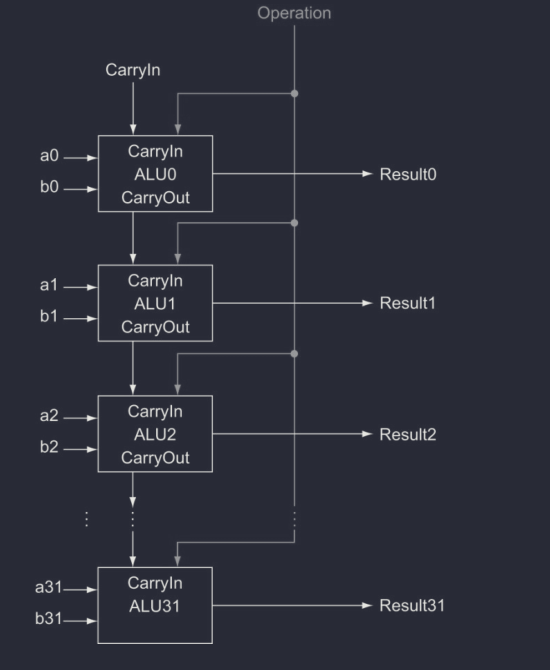 Operation
CarryIn
a0
b0
CarryIn
ALU0
CarryOut
Result0
a1
b1
CarryIn
ALU1
CarryOut
Result1
a2
b2
CarryIn
ALU2
CarryOut
Result2
a31
b31
CarryIn
ALU31
Result31